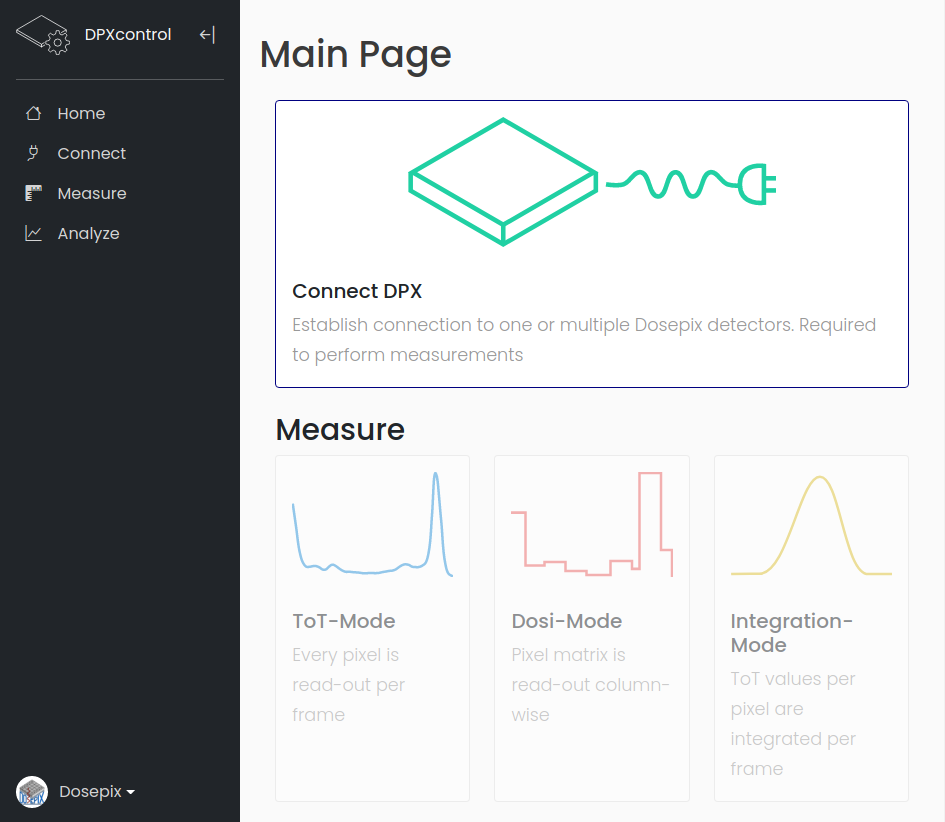 DPXcontrol
Home
Connect
Measure
Analyze
Dosepix
Main Page
Connect DPX
Establish connection to one or multiple Dosepix detectors. Required
to perform measurements
Measure
ToT-Mode
Every pixel is
read-out per
frame
Dosi-Mode
Pixel matrix is
read-out column-
wise
Integration-
Mode
ToT values per
pixel are
integrated per
frame
DOSEPIX